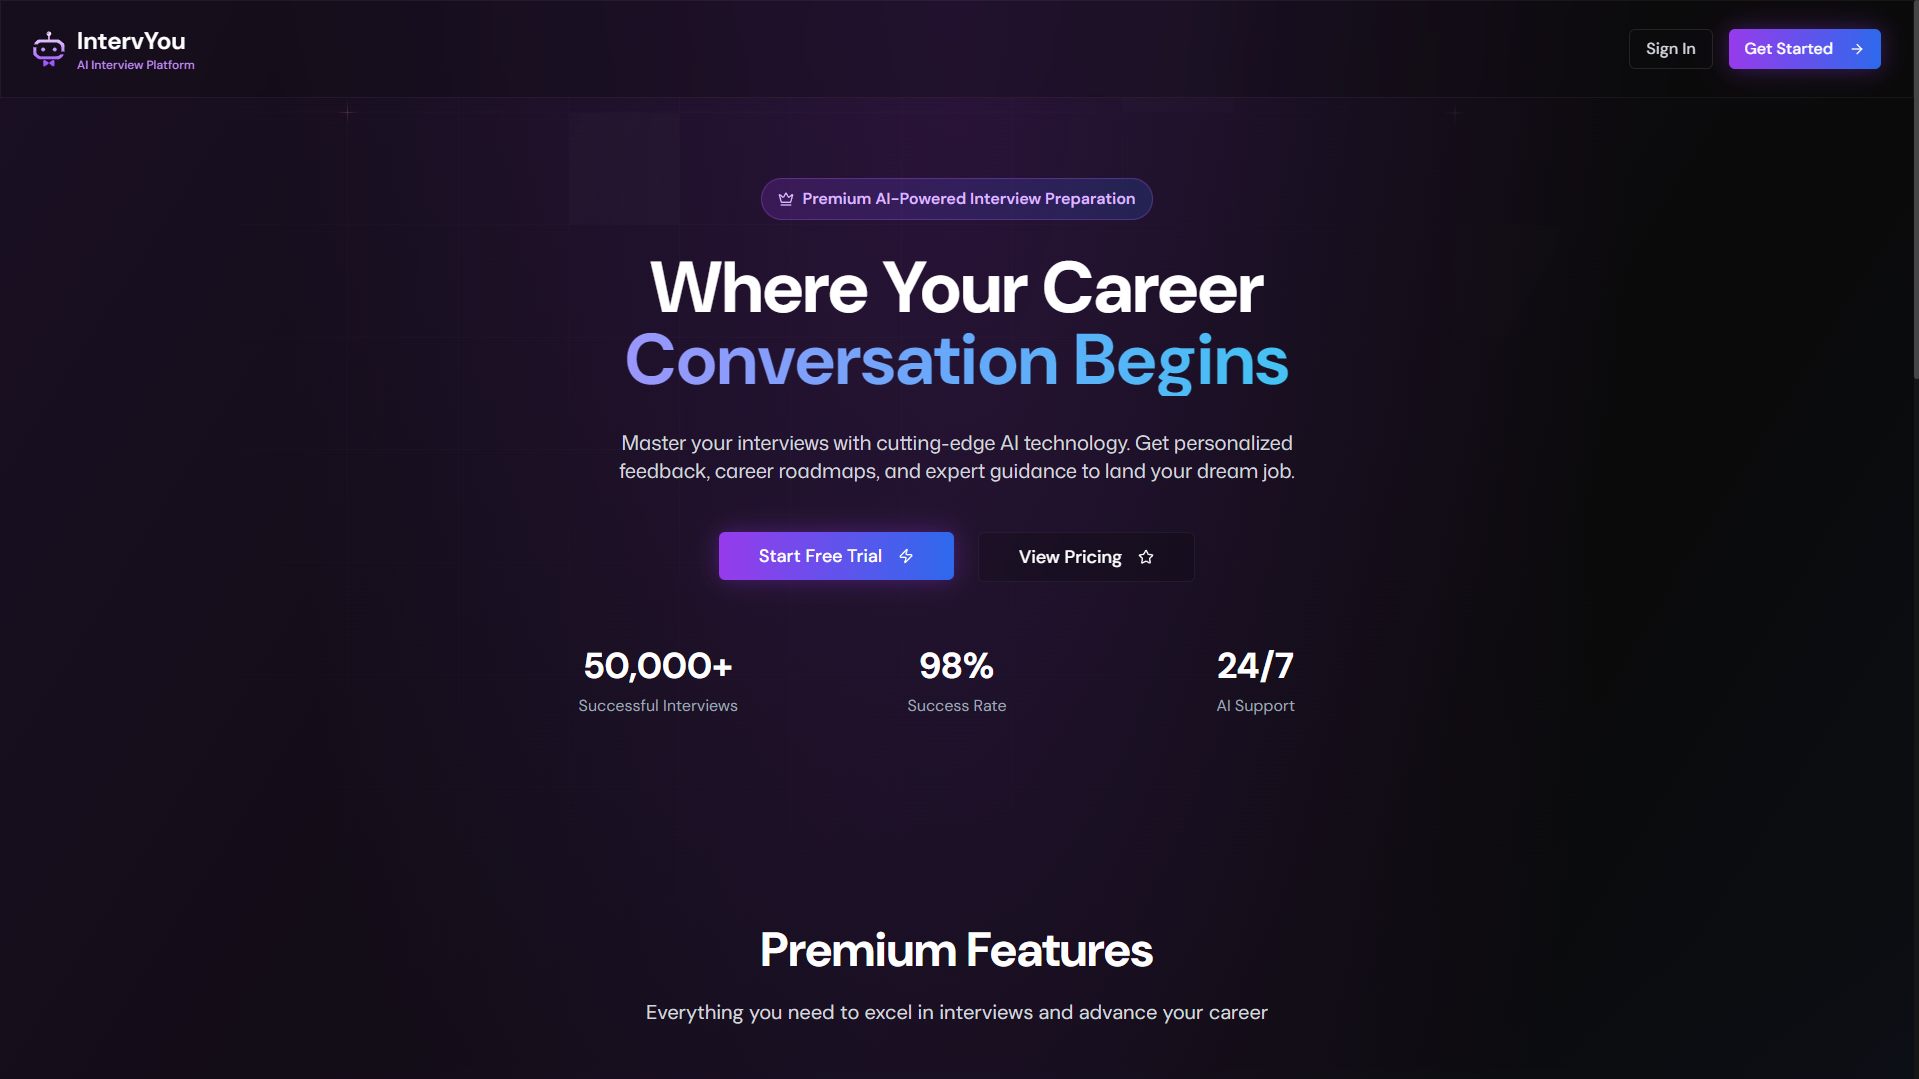 IntervYou
AI Interview Platform
Sign In
Get Started
Premium AI-Powered Interview Preparation
Where Your Career
Conversation Begins
Master your interviews with cutting-edge AI technology. Get personalized
feedback, career roadmaps, and expert guidance to land your dream job.
Start Free Trial
View Pricing
50,000+
Successful Interviews
98%
Success Rate
24/7
AI Support
Premium Features
Everything you need to excel in interviews and advance your career